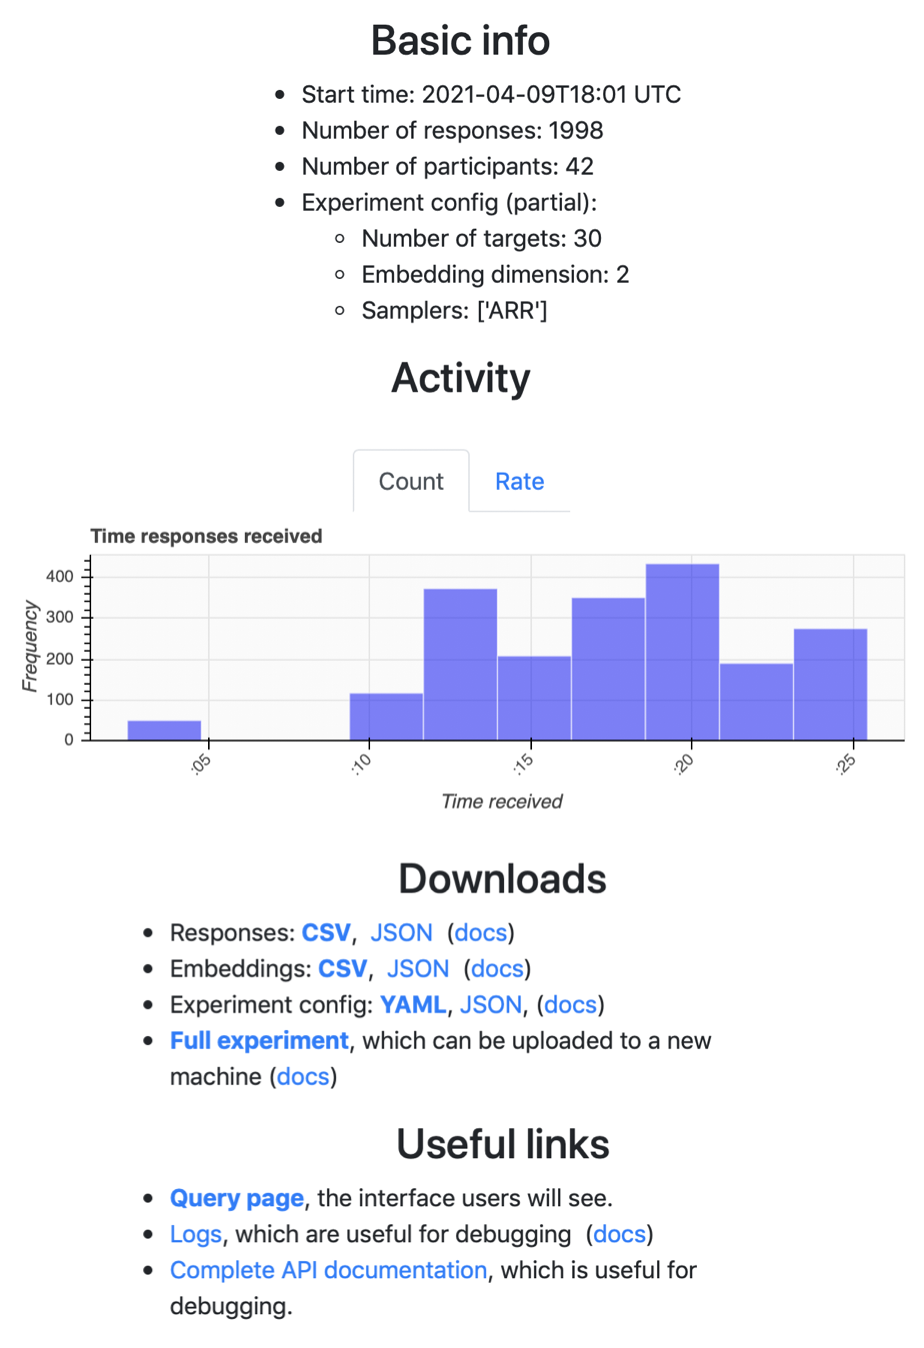 Basic info
• Start time: 2021-04-09T18:01 UTC
• Number of responses: 1998
• Number of participants: 42
• Experiment config (partial):
◦ Number of targets: 30
◦ Embedding dimension: 2
◦ Samplers: ['ARR']
Activity
Count Rate
Time responses received
Frequency
400
300
200
100
0
:05 :10 :15 :20 :25
Time received
Downloads
• Responses: CSV, JSON (docs)
• Embeddings: CSV, JSON (docs)
• Experiment config: YAML, JSON, (docs)
• Full experiment, which can be uploaded to a new
machine (docs)
Useful links
• Query page, the interface users will see.
• Logs, which are useful for debugging (docs)
• Complete API documentation, which is useful for
debugging.